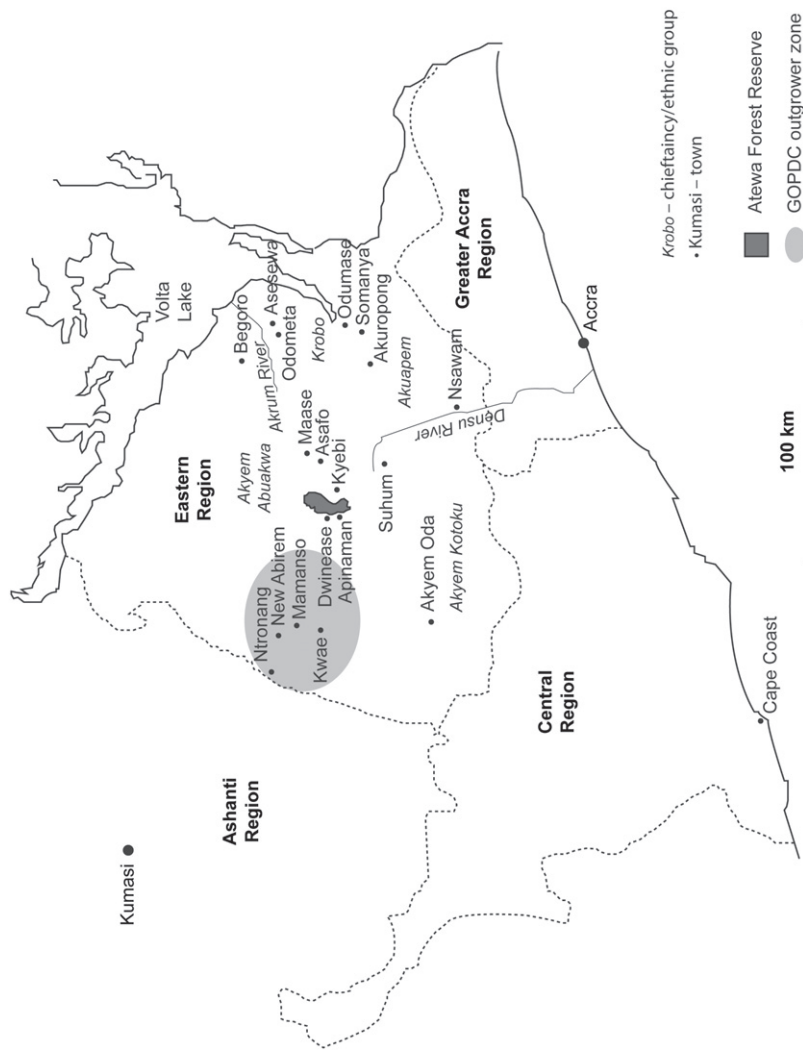 Volta
Lake
Kumasi
Ashanti
Region
Eastern
Region
Begoro
Akrum River
Asesewa
Odometa
Akyem
Abuakwa
Krobo
Ntronang
New Abirem
Mamanso
Kwae
Dwinease
Apinaman
Maase
Asafo
Kyebi
Odumase
Somanya
Akuropong
Akuapem
Suhum
Nsawam
Densu River
Greater Accra
Region
Akyem Oda
Akyem Kotoku
Central
Region
Accra
Cape Coast
100 km
Krobo – chieftaincy/ethnic group
• Kumasi – town
Atewa Forest Reserve
GOPDC outgrower zone